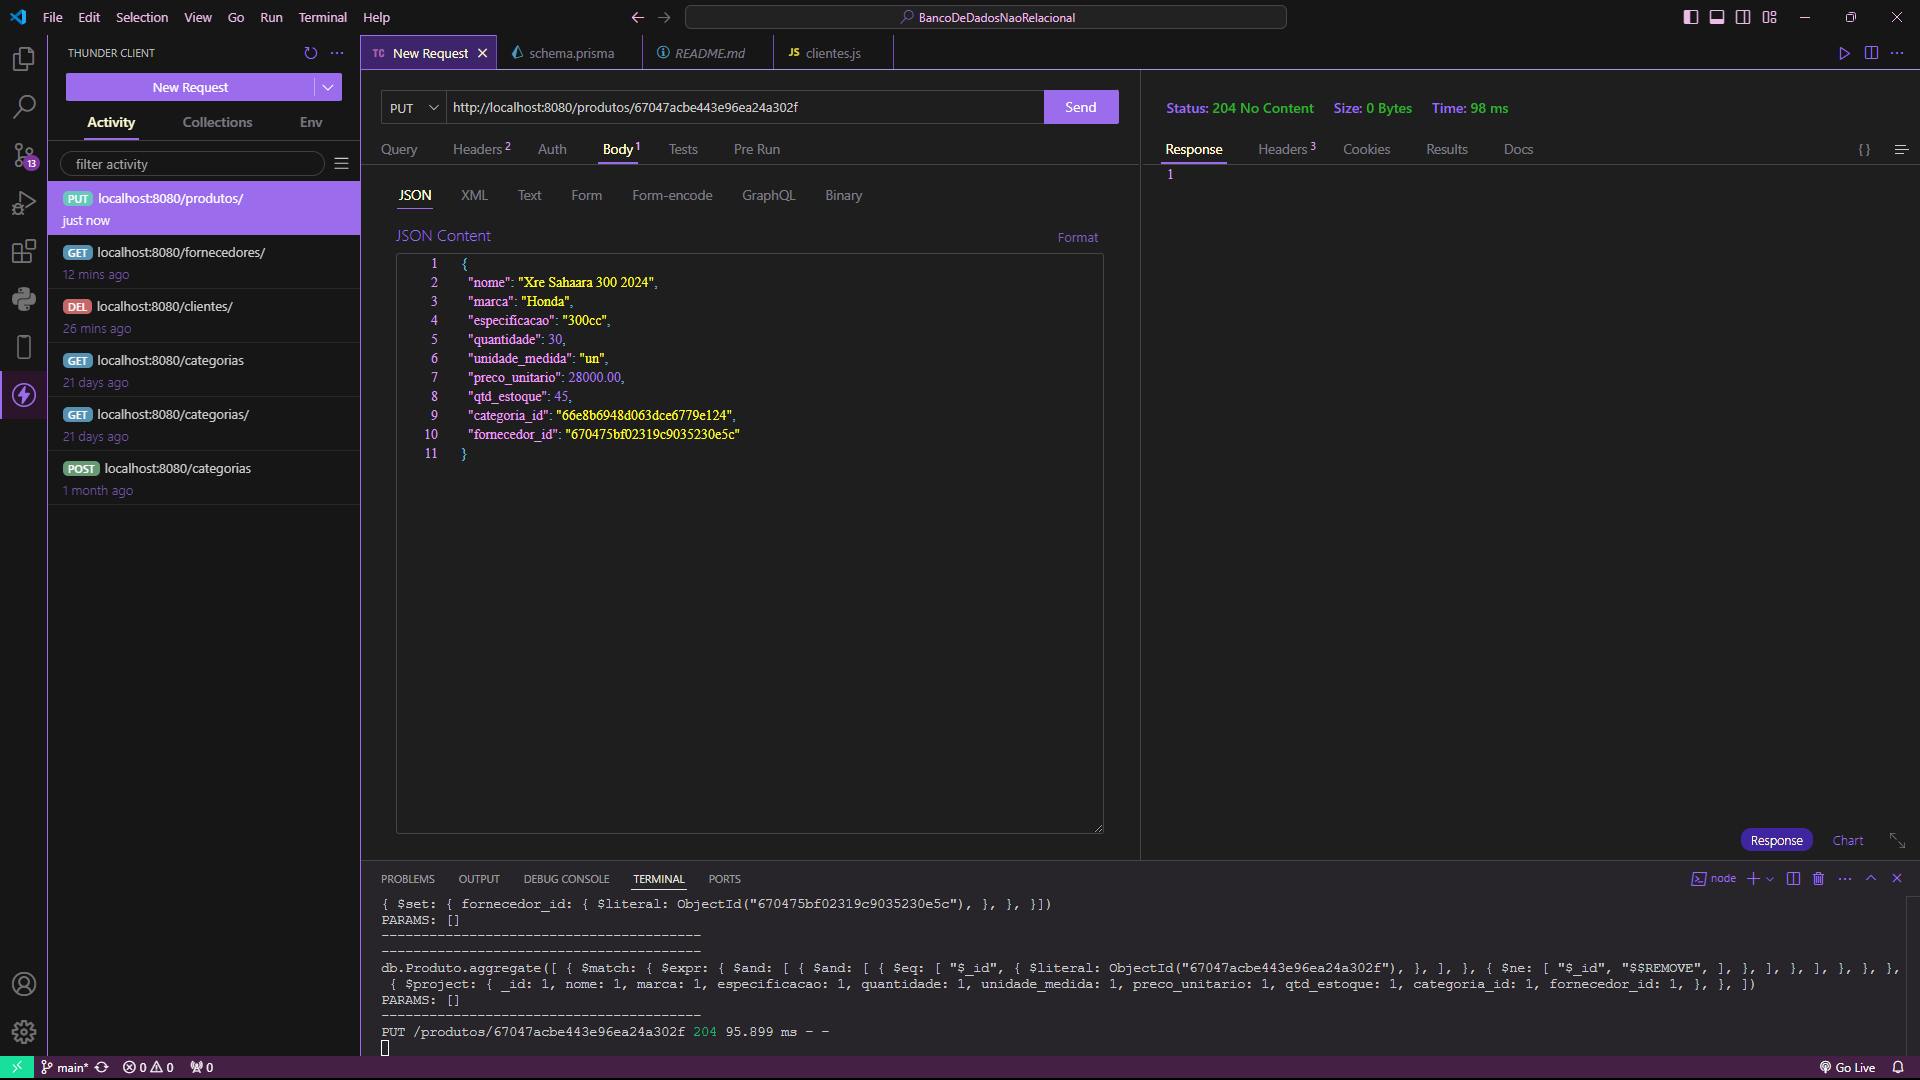 File Edit Selection View Go Run Terminal Help
BancoDeDadosNaoRelacional
THUNDER CLIENT
New Request
Activity Collections Env
filter activity
PUT localhost:8080/produtos/
just now
GET localhost:8080/fornecedores/
12 mins ago
DEL localhost:8080/clientes/
26 mins ago
GET localhost:8080/categorias
21 days ago
GET localhost:8080/categorias/
21 days ago
POST localhost:8080/categorias
1 month ago
13
TC New Request
schema.prisma
README.md
JS clientes.js
PUT http://localhost:8080/produtos/67047acbe443e96ea24a302f Send
Query Headers 2 Auth Body 1 Tests Pre Run
JSON XML Text Form Form-encode GraphQL Binary
JSON Content Format
1 {
2 "nome": "Xre Sahaara 300 2024",
3 "marca": "Honda",
4 "especificacao": "300cc",
5 "quantidade": 30,
6 "unidade_medida": "un",
7 "preco_unitario": 28000.00,
8 "qtd_estoque": 45,
9 "categoria_id": "66e8b6948d063dce6779e124",
10 "fornecedor_id": "670475bf02319c9035230e5c"
11 }
Status: 204 No Content Size: 0 Bytes Time: 98 ms
Response Headers 3 Cookies Results Docs { }
1
Response Chart
PROBLEMS OUTPUT DEBUG CONSOLE TERMINAL PORTS
node
{ $set: { fornecedor_id: { $literal: ObjectId("670475bf02319c9035230e5c"), }, }, }])
PARAMS: []
----------------------------------------
----------------------------------------
db.Produto.aggregate([ { $match: { $expr: { $and: [ { $and: [ { $eq: [ "$_id", { $literal: ObjectId("67047acbe443e96ea24a302f"), }, ], }, { $ne: [ "$_id", "$$REMOVE", ], }, ], }, ], }, }, },
{ $project: { _id: 1, nome: 1, marca: 1, especificacao: 1, quantidade: 1, unidade_medida: 1, preco_unitario: 1, qtd_estoque: 1, categoria_id: 1, fornecedor_id: 1, }, }, ])
PARAMS: []
----------------------------------------
PUT /produtos/67047acbe443e96ea24a302f 204 95.899 ms - -
main* 0 0 0 Go Live